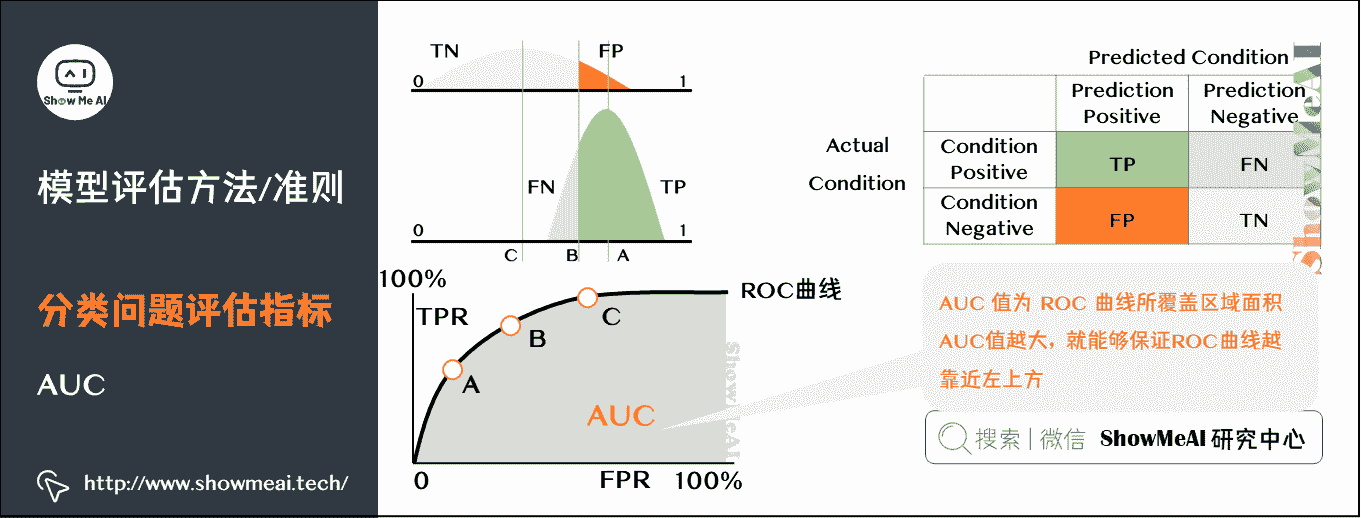 Show Me AI
模型评估方法/准则
分类问题评估指标
AUC
http://www.showmeai.tech/
TN
FP
0
1
FN
TP
0
1
C
B
A
100%
TPR
ROC曲线
A
B
C
AUC
0
FPR
100%
ShowMeAI
Predicted Condition
Prediction Positive
Prediction Negative
Actual
Condition
Condition Positive
TP
FN
Condition Negative
FP
TN
ShowMeAI
AUC 值为 ROC 曲线所覆盖区域面积
AUC值越大，就能够保证ROC曲线越
靠近左上方
搜索 | 微信 ShowMeAI 研究中心